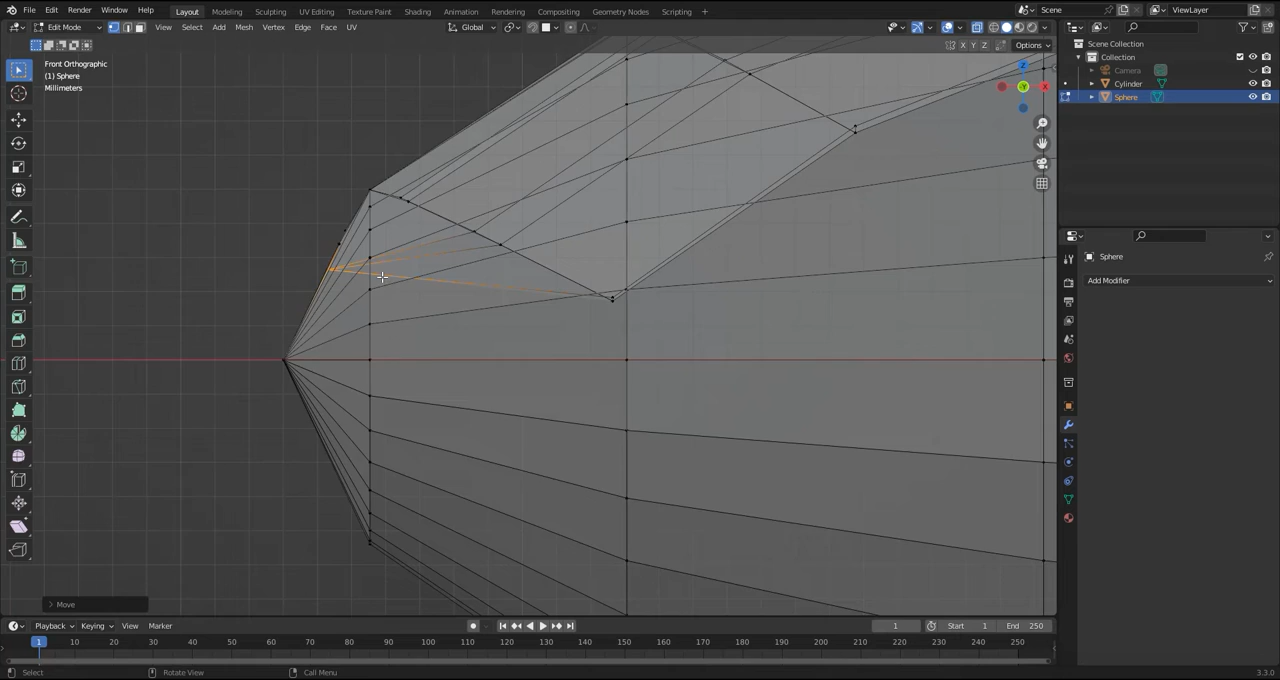 File Edit Render Window Help Layout Modeling Sculpting UV Editing Texture Paint Shading Animation Rendering Compositing Geometry Nodes Scripting + Scene ViewLayer
Edit Mode View Select Add Mesh Vertex Edge Face UV Global
X Y Z Options
Front Orthographic
(1) Sphere
Millimeters
Z
X
Y
Scene Collection
Collection
Camera
Cylinder
Sphere
Sphere
Add Modifier
Move
Playback Keying View Marker 1 Start 1 End 250
1 10 20 30 40 50 60 70 80 90 100 110 120 130 140 150 160 170 180 190 200 210 220 230 240 250
Select Rotate View Call Menu 3.3.0